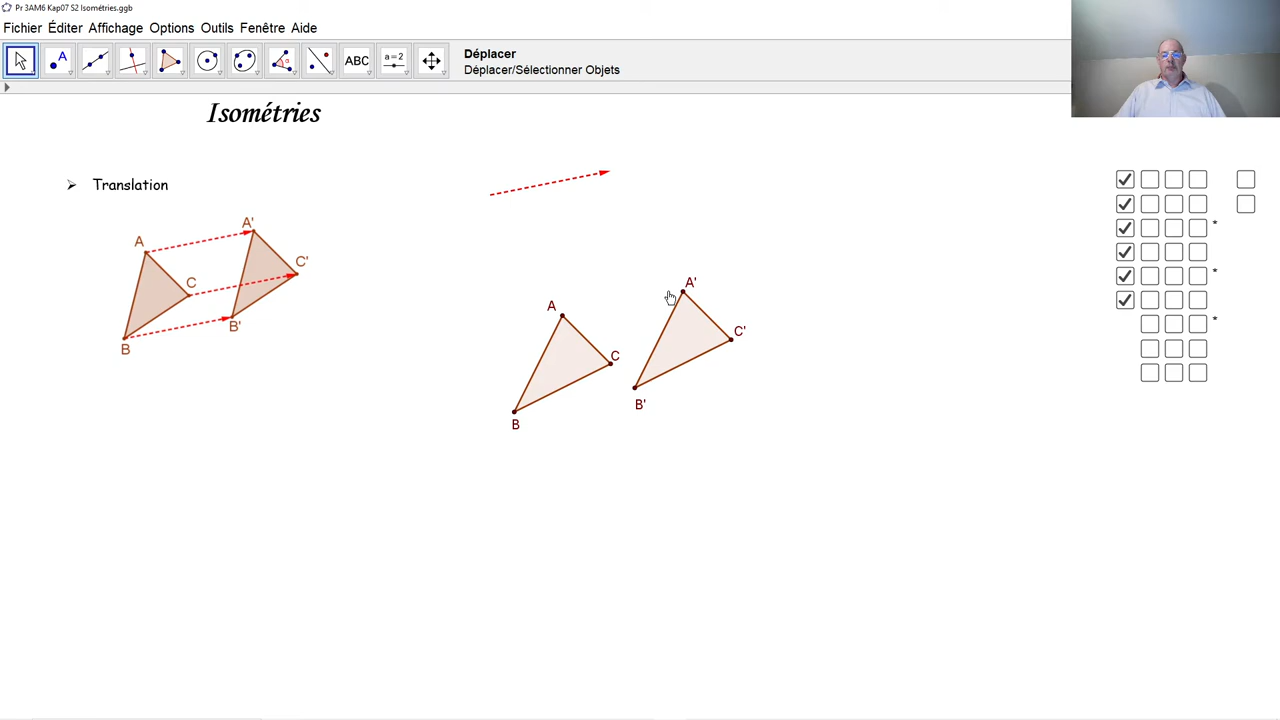 Pr 3AM6 Kap07 S2 Isométries.ggb
Fichier Éditer Affichage Options Outils Fenêtre Aide
A ABC a=2
Déplacer
Déplacer/Sélectionner Objets
Isométries
➢ Translation
A A'
C C'
B B'
A A'
C C'
B B'
*
*
*